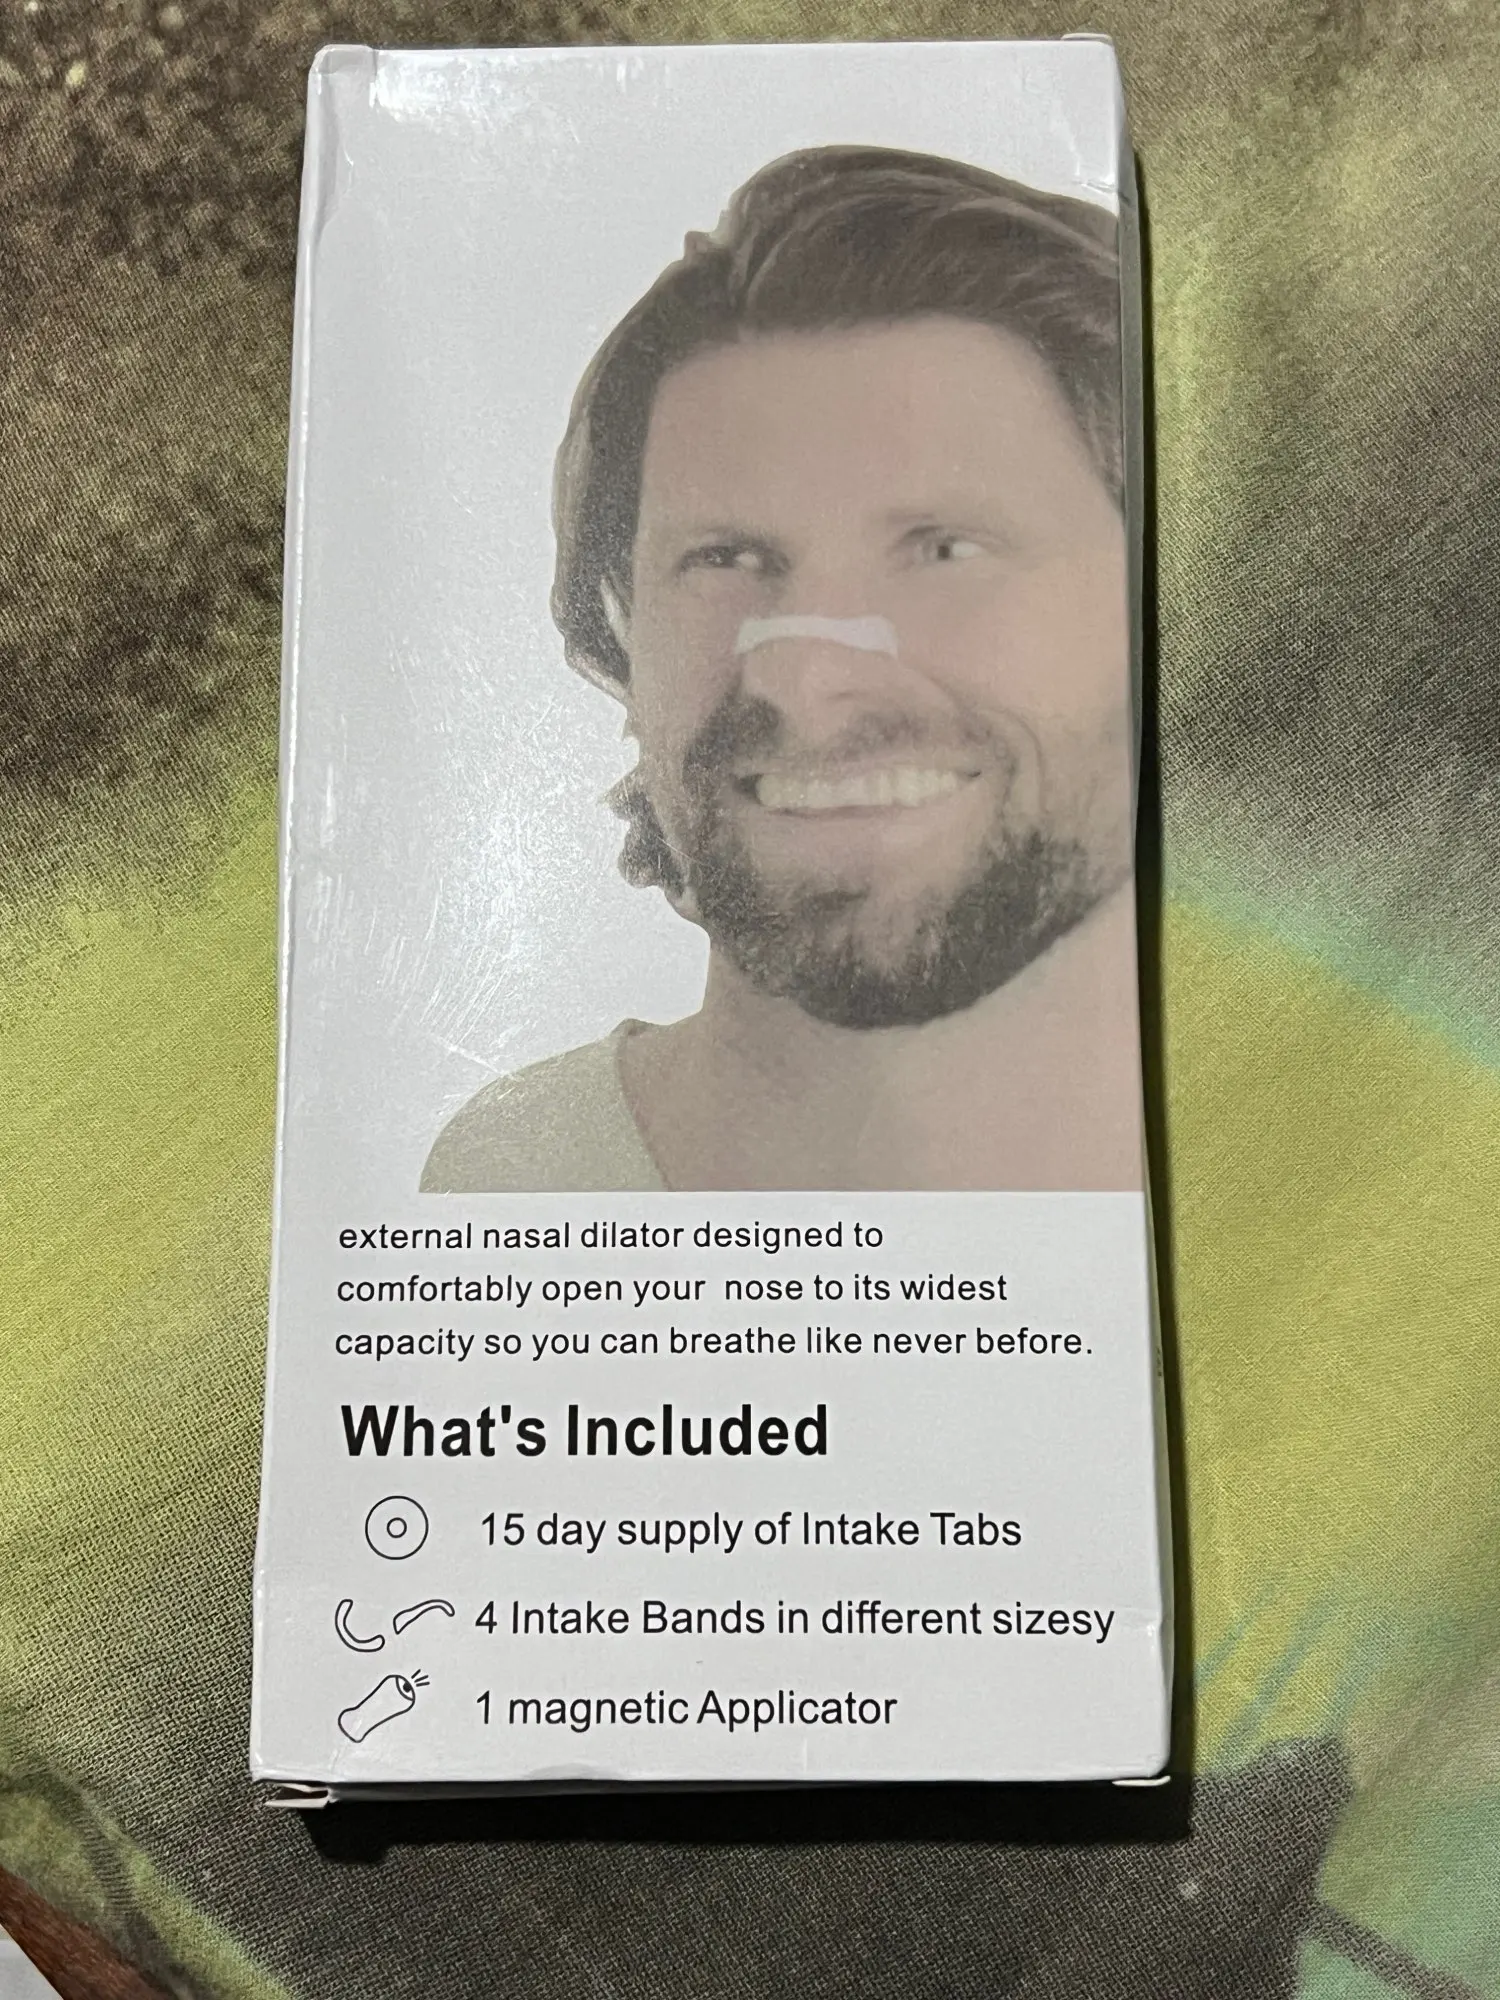 external nasal dilator designed to
comfortably open your nose to its widest
capacity so you can breathe like never before.
What's Included
15 day supply of Intake Tabs
4 Intake Bands in different sizesy
1 magnetic Applicator